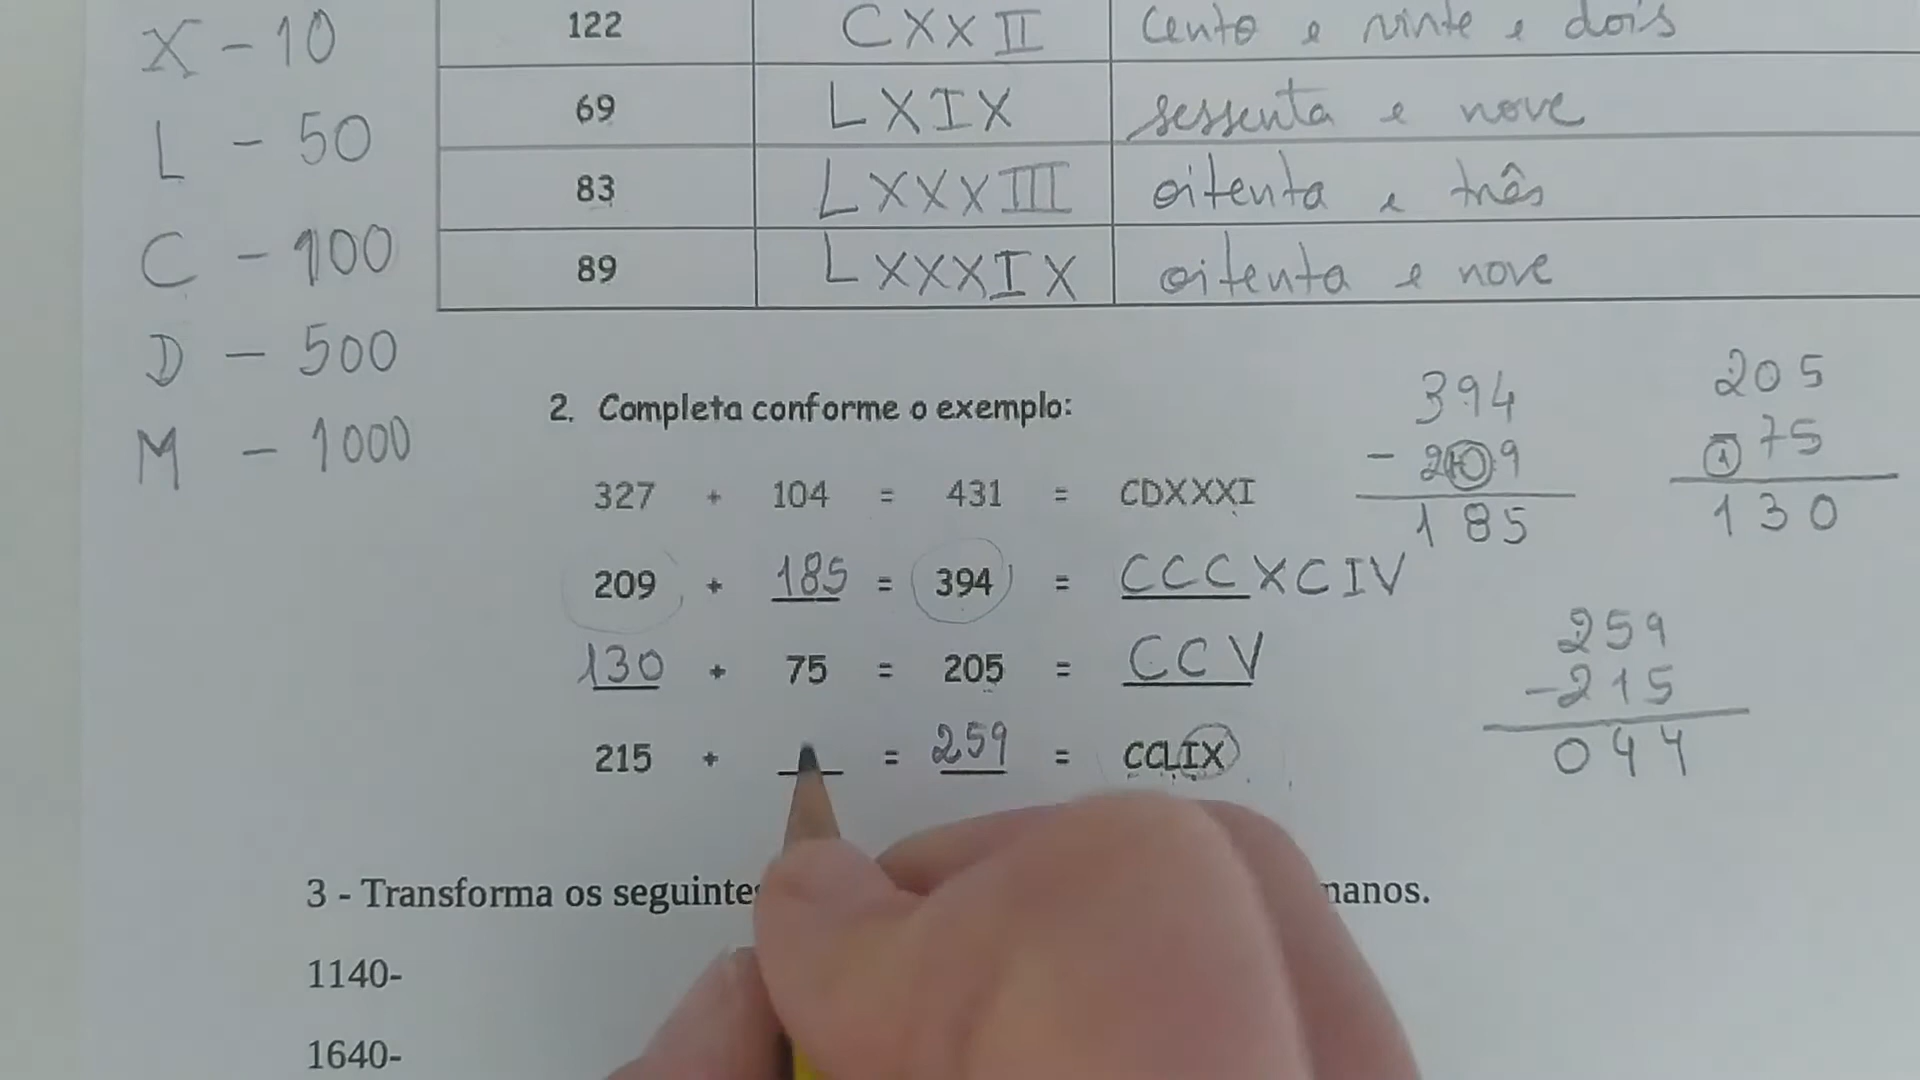 X - 10
L - 50
C - 100
D - 500
M - 1000
122 CXXII Cento e vinte e dois
69 LXIX sessenta e nove
83 LXXXIII oitenta e três
89 LXXXIX oitenta e nove
2. Completa conforme o exemplo:
327 + 104 = 431 = CDXXXI
209 + 185 = 394 = CCCXCIV
130 + 75 = 205 = CCV
215 + = 259 = CCLIX
394
- 209
185
205
75
130
259
-215
044
3 - Transforma os manos.
1140-
1640-